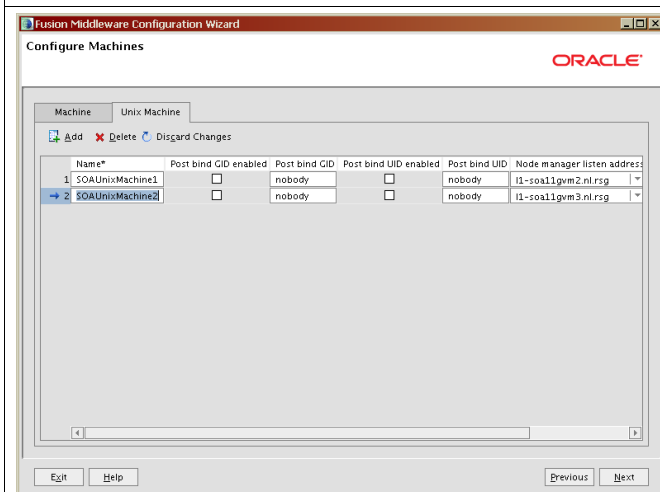 Fusion Middleware Configuration Wizard
Configure Machines
ORACLE
Machine Unix Machine
Add Delete Discard Changes
Name* Post bind GID enabled Post bind GID Post bind UID enabled Post bind UID Node manager listen address
1 SOAUnixMachine1 nobody nobody l1-soa11gvm2.nl.rsg
2 SOAUnixMachine2 nobody nobody l1-soa11gvm3.nl.rsg
Exit Help Previous Next